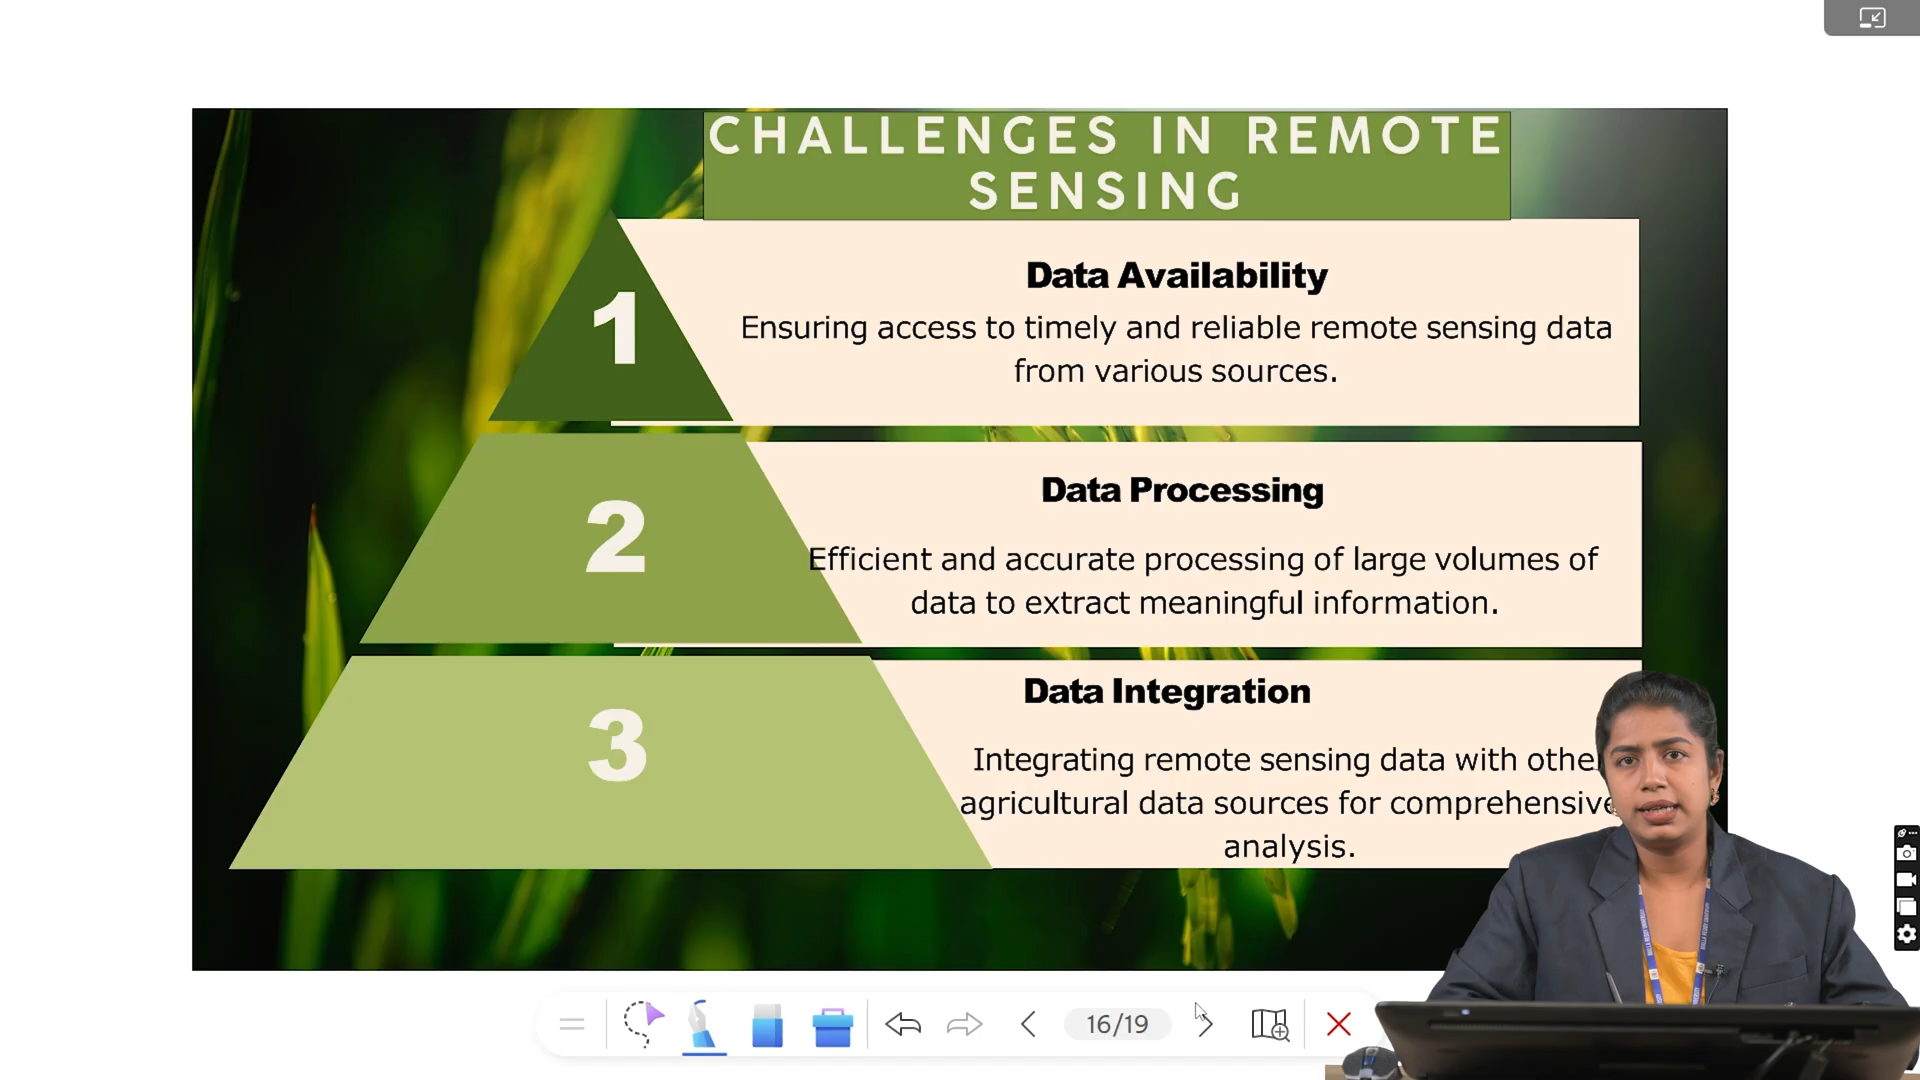 CHALLENGES IN REMOTE
SENSING
1
Data Availability
Ensuring access to timely and reliable remote sensing data
from various sources.
2
Data Processing
Efficient and accurate processing of large volumes of
data to extract meaningful information.
3
Data Integration
Integrating remote sensing data with other
agricultural data sources for comprehensive
analysis.
16/19